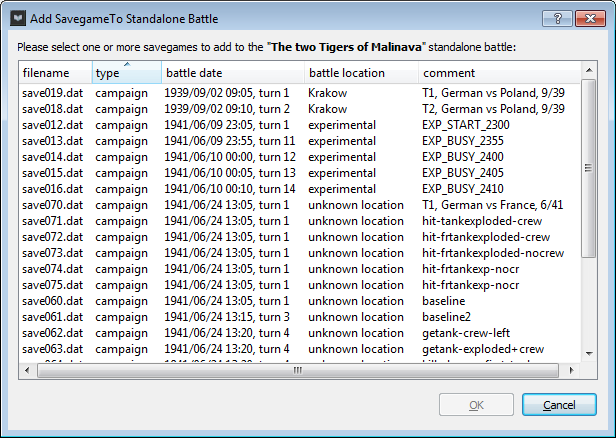 Add SavegameTo Standalone Battle
Please select one or more savegames to add to the "The two Tigers of Malinava" standalone battle:
filename type battle date battle location comment
save019.dat campaign 1939/09/02 09:05, turn 1 Krakow T1, German vs Poland, 9/39
save018.dat campaign 1939/09/02 09:10, turn 2 Krakow T2, German vs Poland, 9/39
save012.dat campaign 1941/06/09 23:05, turn 1 experimental EXP_START_2300
save013.dat campaign 1941/06/09 23:55, turn 11 experimental EXP_BUSY_2355
save014.dat campaign 1941/06/10 00:00, turn 12 experimental EXP_BUSY_2400
save015.dat campaign 1941/06/10 00:05, turn 13 experimental EXP_BUSY_2405
save016.dat campaign 1941/06/10 00:10, turn 14 experimental EXP_BUSY_2410
save070.dat campaign 1941/06/24 13:05, turn 1 unknown location T1, German vs France, 6/41
save071.dat campaign 1941/06/24 13:05, turn 1 unknown location hit-tankexploded-crew
save072.dat campaign 1941/06/24 13:05, turn 1 unknown location hit-frtankexploded-crew
save073.dat campaign 1941/06/24 13:05, turn 1 unknown location hit-frtankexploded-nocrew
save074.dat campaign 1941/06/24 13:05, turn 1 unknown location hit-frtankexp-nocr
save075.dat campaign 1941/06/24 13:05, turn 1 unknown location hit-frtankexp-nocr
save060.dat campaign 1941/06/24 13:05, turn 1 unknown location baseline
save061.dat campaign 1941/06/24 13:15, turn 3 unknown location baseline2
save062.dat campaign 1941/06/24 13:20, turn 4 unknown location getank-crew-left
save063.dat campaign 1941/06/24 13:20, turn 4 unknown location getank-exploded+crew
OK Cancel